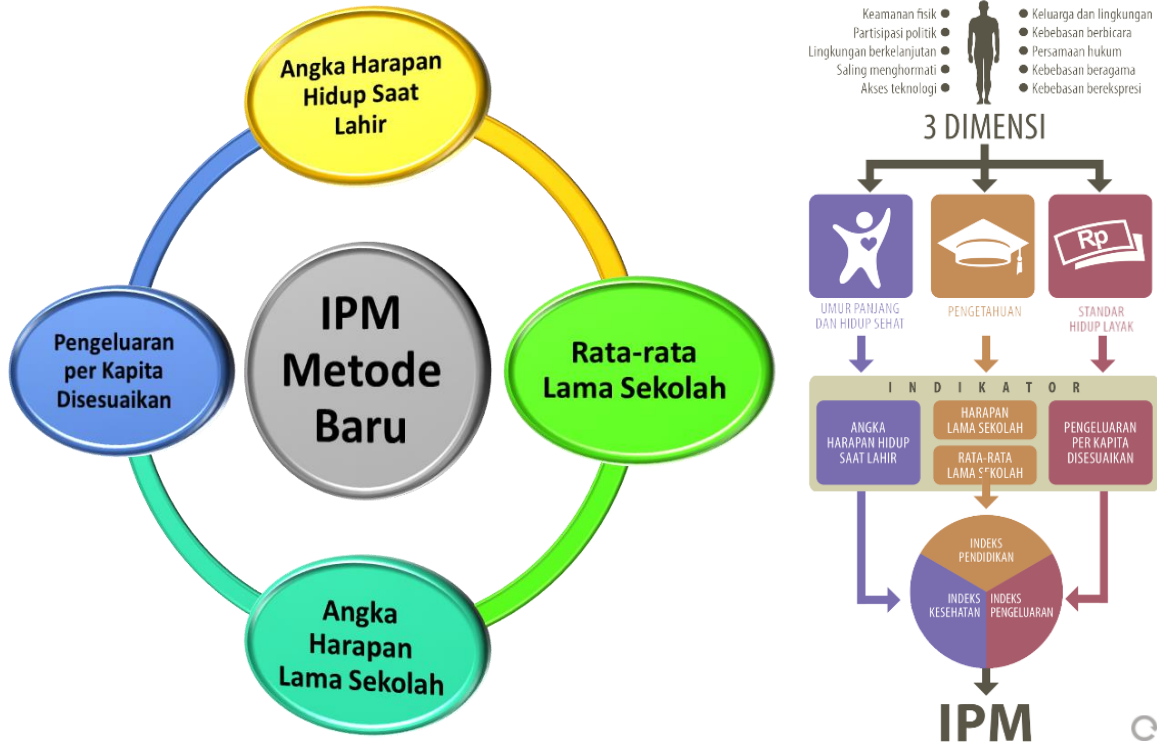 Angka Harapan
Hidup Saat
Lahir
Pengeluaran
per Kapita
Disesuaikan
IPM
Metode
Baru
Rata-rata
Lama Sekolah
Angka
Harapan
Lama Sekolah
Keamanan fisik
Partisipasi politik
Lingkungan berkelanjutan
Saling menghormati
Akses teknologi
Keluarga dan lingkungan
Kebebasan berbicara
Persamaan hukum
Kebebasan beragama
Kebebasan berekspresi
3 DIMENSI
Rp
UMUR PANJANG
DAN HIDUP SEHAT
PENGETAHUAN
STANDAR
HIDUP LAYAK
INDIKATOR
ANGKA
HARAPAN HIDUP
SAAT LAHIR
HARAPAN
LAMA SEKOLAH
RATA-RATA
LAMA SEKOLAH
PENGELUARAN
PER KAPITA
DISESUAIKAN
INDEKS
PENDIDIKAN
INDEKS
KESEHATAN
INDEKS
PENGELUARAN
IPM